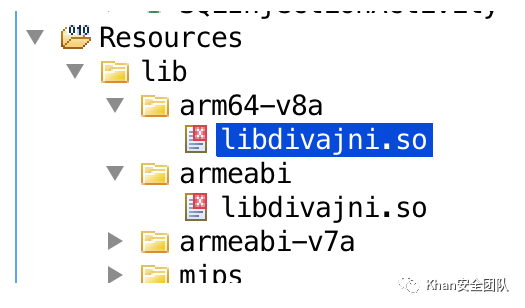 SQLInjectionActivity
Resources
lib
arm64-v8a
libdivajni.so
armeabi
libdivajni.so
armeabi-v7a
mips
Khan安全团队